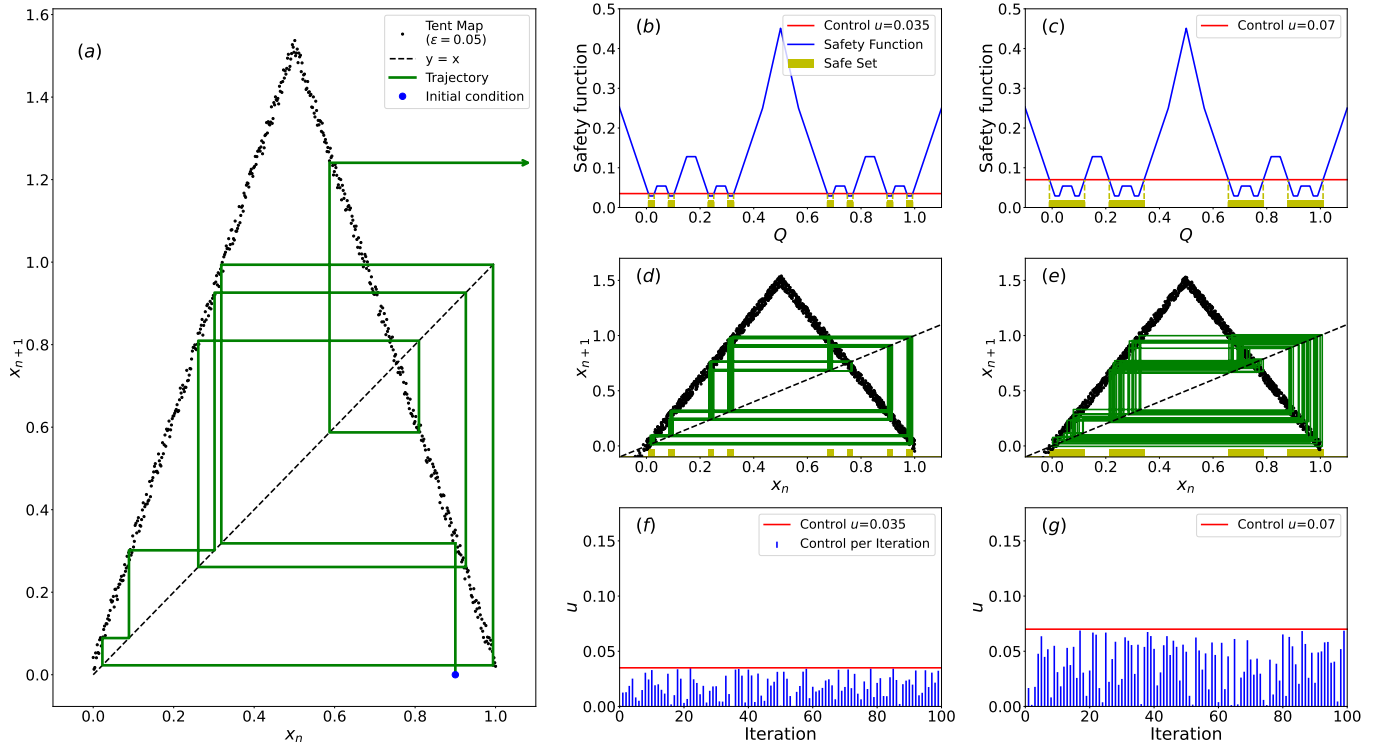 (a)
Tent Map
(ε = 0.05)
y = x
Trajectory
Initial condition
1.6
1.4
1.2
1.0
0.8
0.6
0.4
0.2
0.0
xₙ₊₁
0.0 0.2 0.4 0.6 0.8 1.0
xₙ
(b)
Control u=0.035
Safety Function
Safe Set
0.5
0.4
0.3
0.2
0.1
0.0
Safety function
0.0 0.2 0.4 0.6 0.8 1.0
Q
(c)
Control u=0.07
0.5
0.4
0.3
0.2
0.1
0.0
Safety function
0.0 0.2 0.4 0.6 0.8 1.0
Q
(d)
1.5
1.0
0.5
0.0
xₙ₊₁
0.0 0.2 0.4 0.6 0.8 1.0
xₙ
(e)
1.5
1.0
0.5
0.0
xₙ₊₁
0.0 0.2 0.4 0.6 0.8 1.0
xₙ
(f)
Control u=0.035
Control per Iteration
0.15
0.10
0.05
0.00
u
0 20 40 60 80 100
Iteration
(g)
Control u=0.07
0.15
0.10
0.05
0.00
u
0 20 40 60 80 100
Iteration